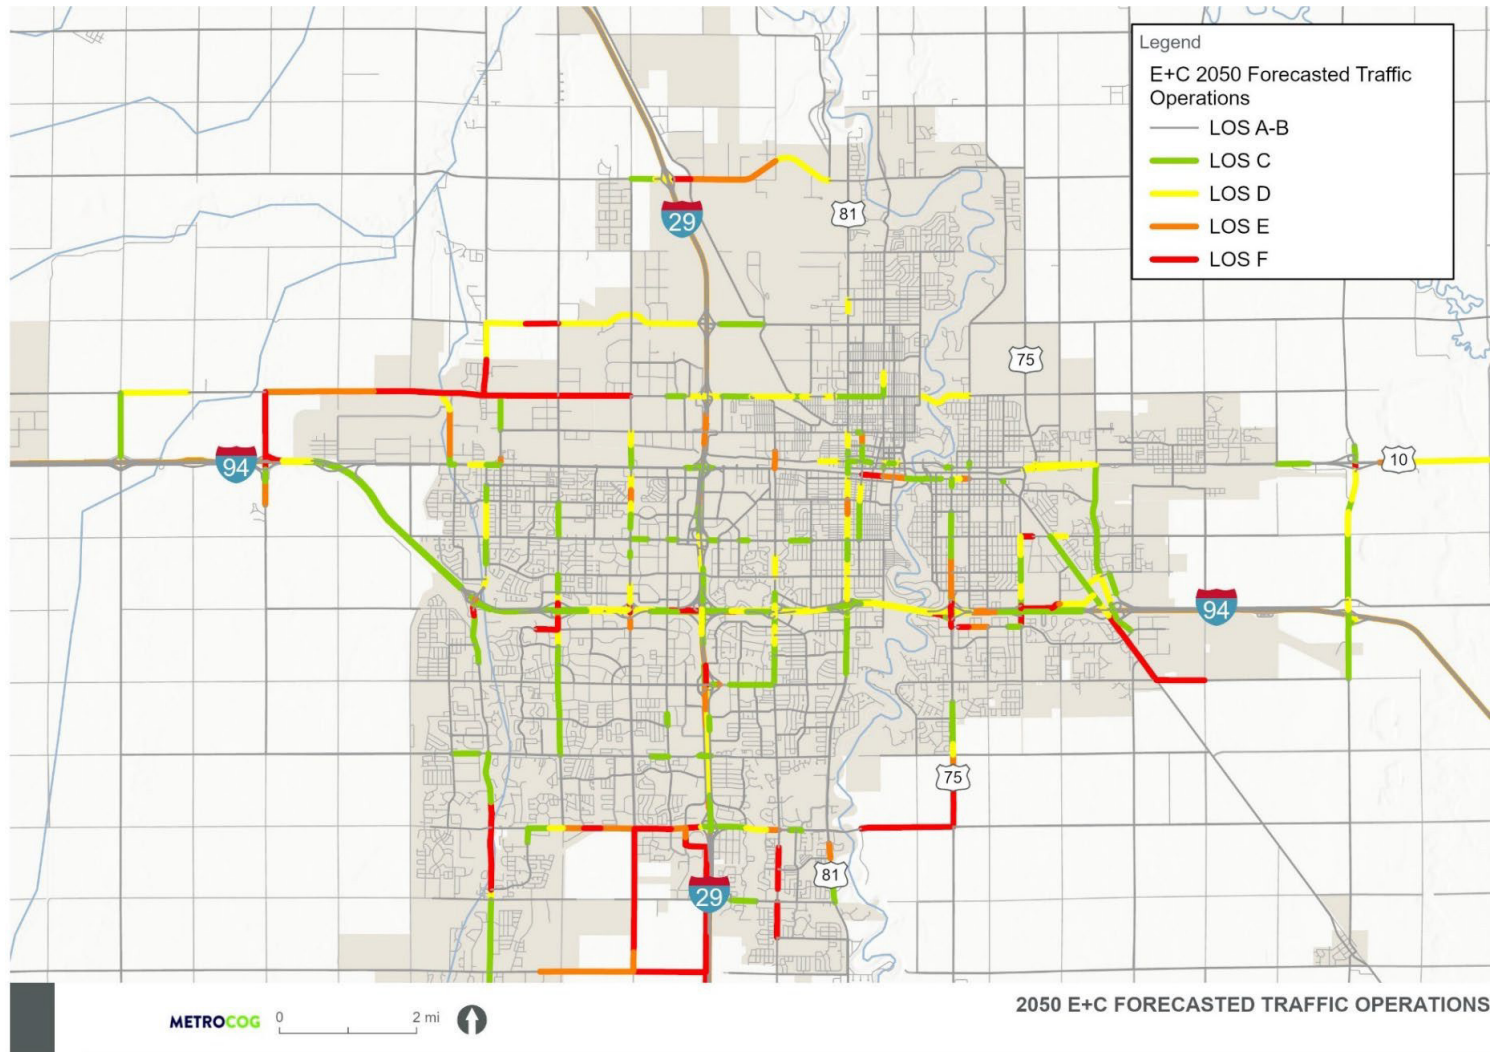 Legend
E+C 2050 Forecasted Traffic
Operations
LOS A-B
LOS C
LOS D
LOS E
LOS F
29
81
75
94
10
94
75
81
29
METROCOG
0
2 mi
2050 E+C FORECASTED TRAFFIC OPERATIONS